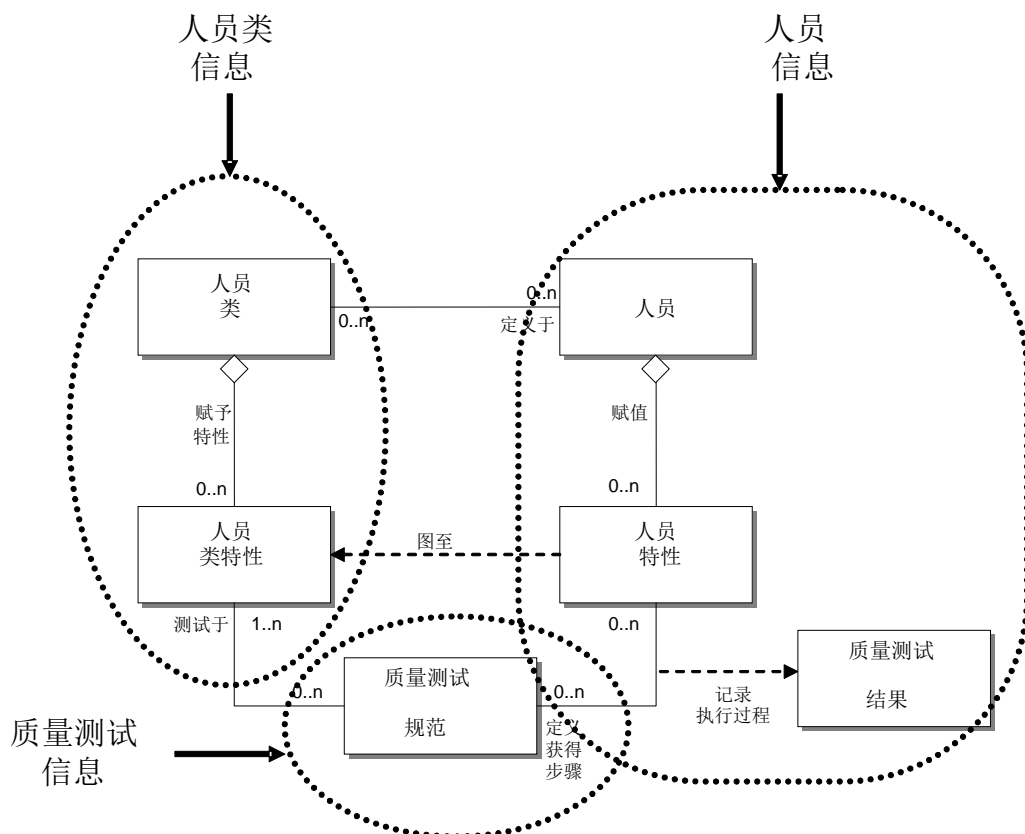 人员类
信息
人员
信息
人员
类
0..n
0..n
定义于
人员
赋予
特性
赋值
0..n
0..n
人员
类特性
图至
人员
特性
测试于
1..n
0..n
0..n
质量测试
规范
0..n
定义
获得
步骤
记录
执行过程
质量测试
结果
质量测试
信息